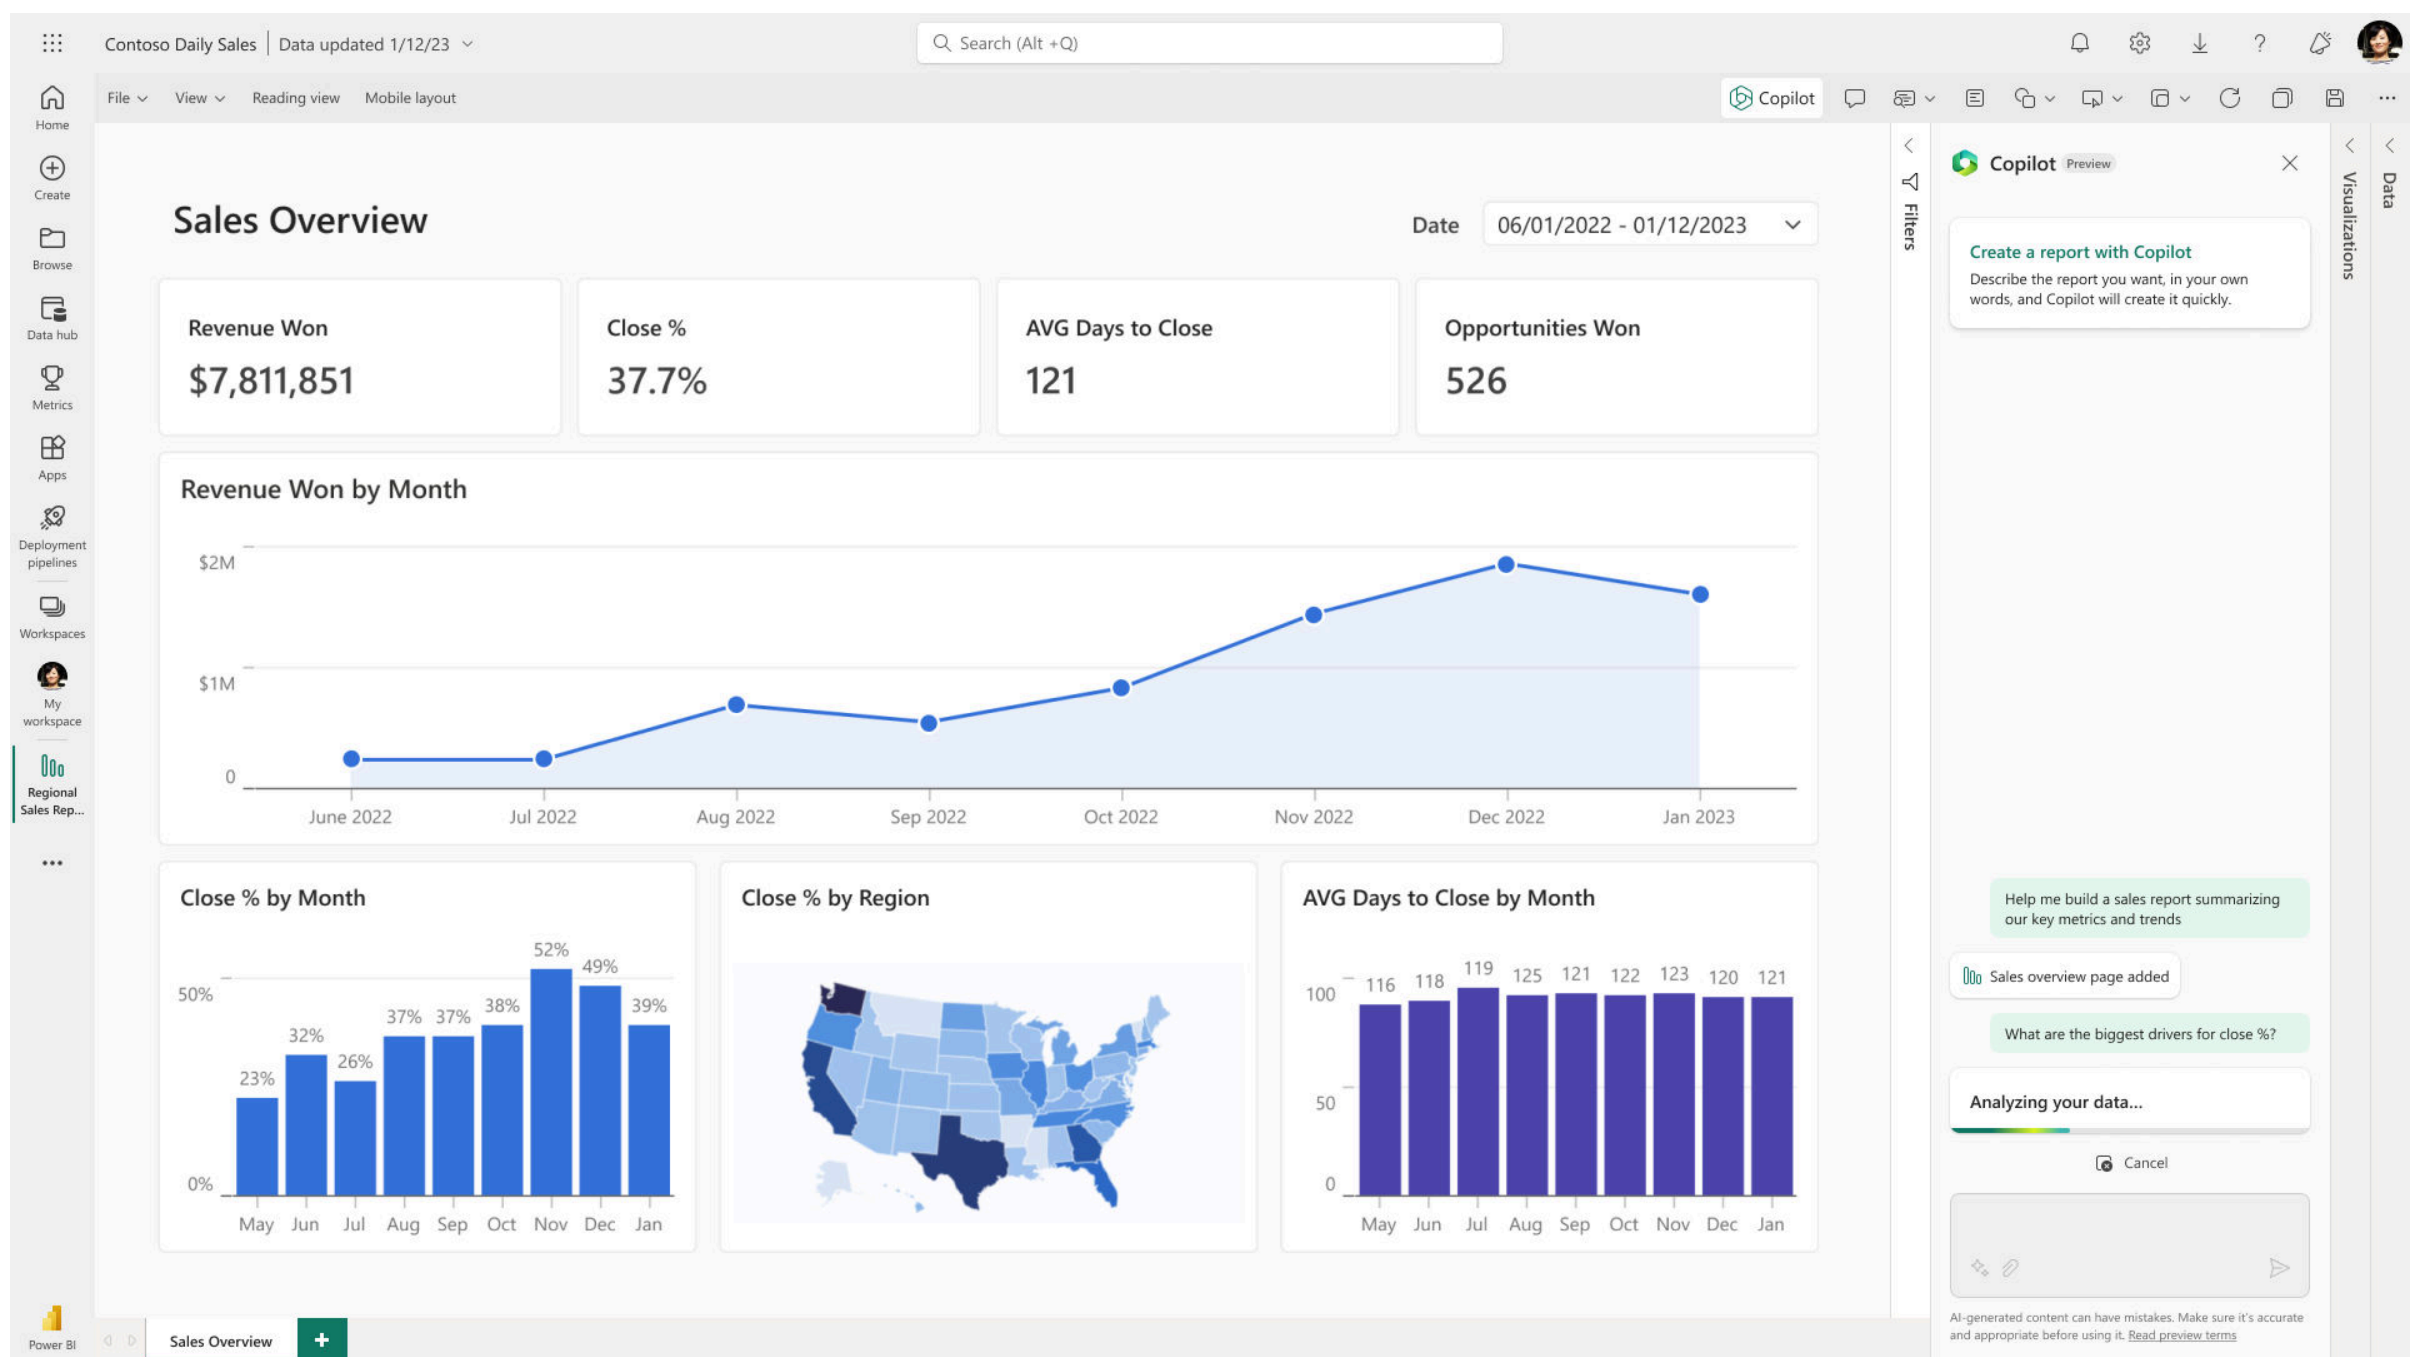 Contoso Daily Sales | Data updated 1/12/23
Search (Alt +Q)
File
View
Reading view
Mobile layout
Copilot
Home
Create
Browse
Data hub
Metrics
Apps
Deployment
pipelines
Workspaces
My
workspace
Regional
Sales Rep...
Power BI
Sales Overview
Date
06/01/2022 - 01/12/2023
Revenue Won
$7,811,851
Close %
37.7%
AVG Days to Close
121
Opportunities Won
526
Revenue Won by Month
$2M
$1M
0
June 2022
Jul 2022
Aug 2022
Sep 2022
Oct 2022
Nov 2022
Dec 2022
Jan 2023
Close % by Month
50%
0%
23%
32%
26%
37%
37%
38%
52%
49%
39%
May
Jun
Jul
Aug
Sep
Oct
Nov
Dec
Jan
Close % by Region
AVG Days to Close by Month
100
50
0
116
118
119
125
121
122
123
120
121
May
Jun
Jul
Aug
Sep
Oct
Nov
Dec
Jan
Sales Overview
Filters
Copilot
Preview
Create a report with Copilot
Describe the report you want, in your own
words, and Copilot will create it quickly.
Help me build a sales report summarizing
our key metrics and trends
Sales overview page added
What are the biggest drivers for close %?
Analyzing your data...
Cancel
AI-generated content can have mistakes. Make sure it's accurate
and appropriate before using it. Read preview terms
Visualizations
Data